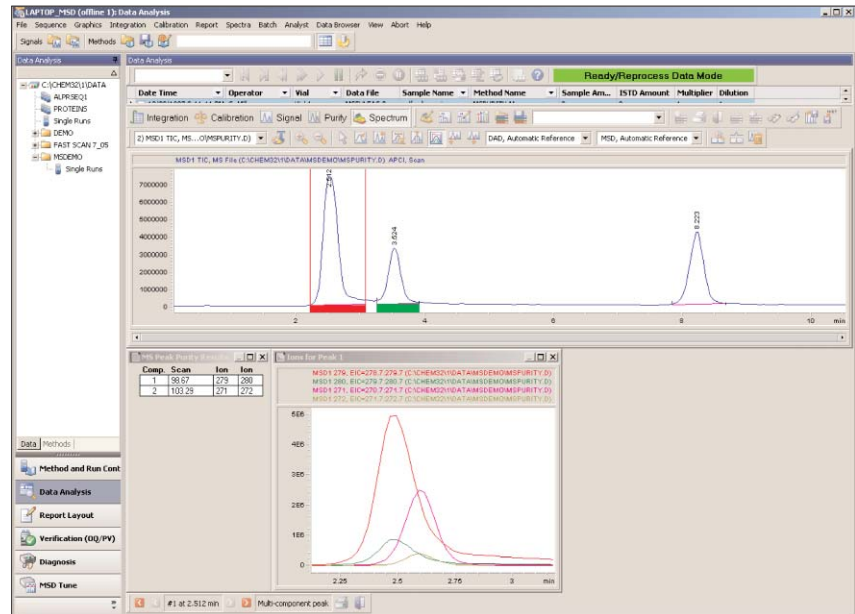 LAPTOP_MSD (offline 1): Data Analysis
File Sequence Graphics Integration Calibration Report Spectra Batch Analyst Data Browser View Abort Help
Signals Methods
Data Analysis
C:\CHEM32\1\DATA
ALPRSEQ1
PROTEINS
Single Runs
DEMO
FAST SCAN 7_05
MSDEMO
Single Runs
Data Methods
Method and Run Cont
Data Analysis
Report Layout
Verification (OQ/PV)
Diagnosis
MSD Tune
Data Analysis
Ready/Reprocess Data Mode
Date Time Operator Vial Data File Sample Name Method Name Sample Am... ISTD Amount Multiplier Dilution
Integration Calibration Signal Purity Spectrum
2) MSD1 TIC, MS...O\MSPURITY.D) DAD, Automatic Reference MSD, Automatic Reference
MSD1 TIC, MS File (C:\CHEM32\1\DATA\MSDEMO\MSPURITY.D) APCI, Scan
7000000
6000000
5000000
4000000
3000000
2000000
1000000
0
2.512
3.524
8.223
2 4 6 8 10 min
MS Peak Purity Results
Comp. Scan Ion Ion
1 98.67 279 280
2 103.29 271 272
Ions for Peak 1
MSD1 279, EIC=278.7:279.7 (C:\CHEM32\1\DATA\MSDEMO\MSPURITY.D)
MSD1 280, EIC=279.7:280.7 (C:\CHEM32\1\DATA\MSDEMO\MSPURITY.D)
MSD1 271, EIC=270.7:271.7 (C:\CHEM32\1\DATA\MSDEMO\MSPURITY.D)
MSD1 272, EIC=271.7:272.7 (C:\CHEM32\1\DATA\MSDEMO\MSPURITY.D)
5E6
4E6
3E6
2E6
1E6
0
2.25 2.5 2.75 3 min
#1 at 2.512 min Multi-component peak